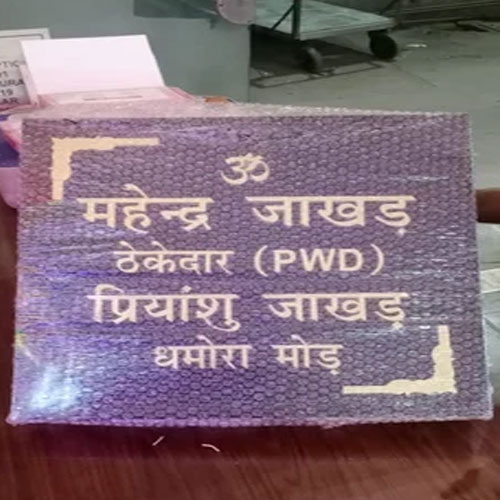 ॐ
महेन्द्र जाखड़
ठेकेदार (PWD)
प्रियांशु जाखड़
धमोरा मोड़